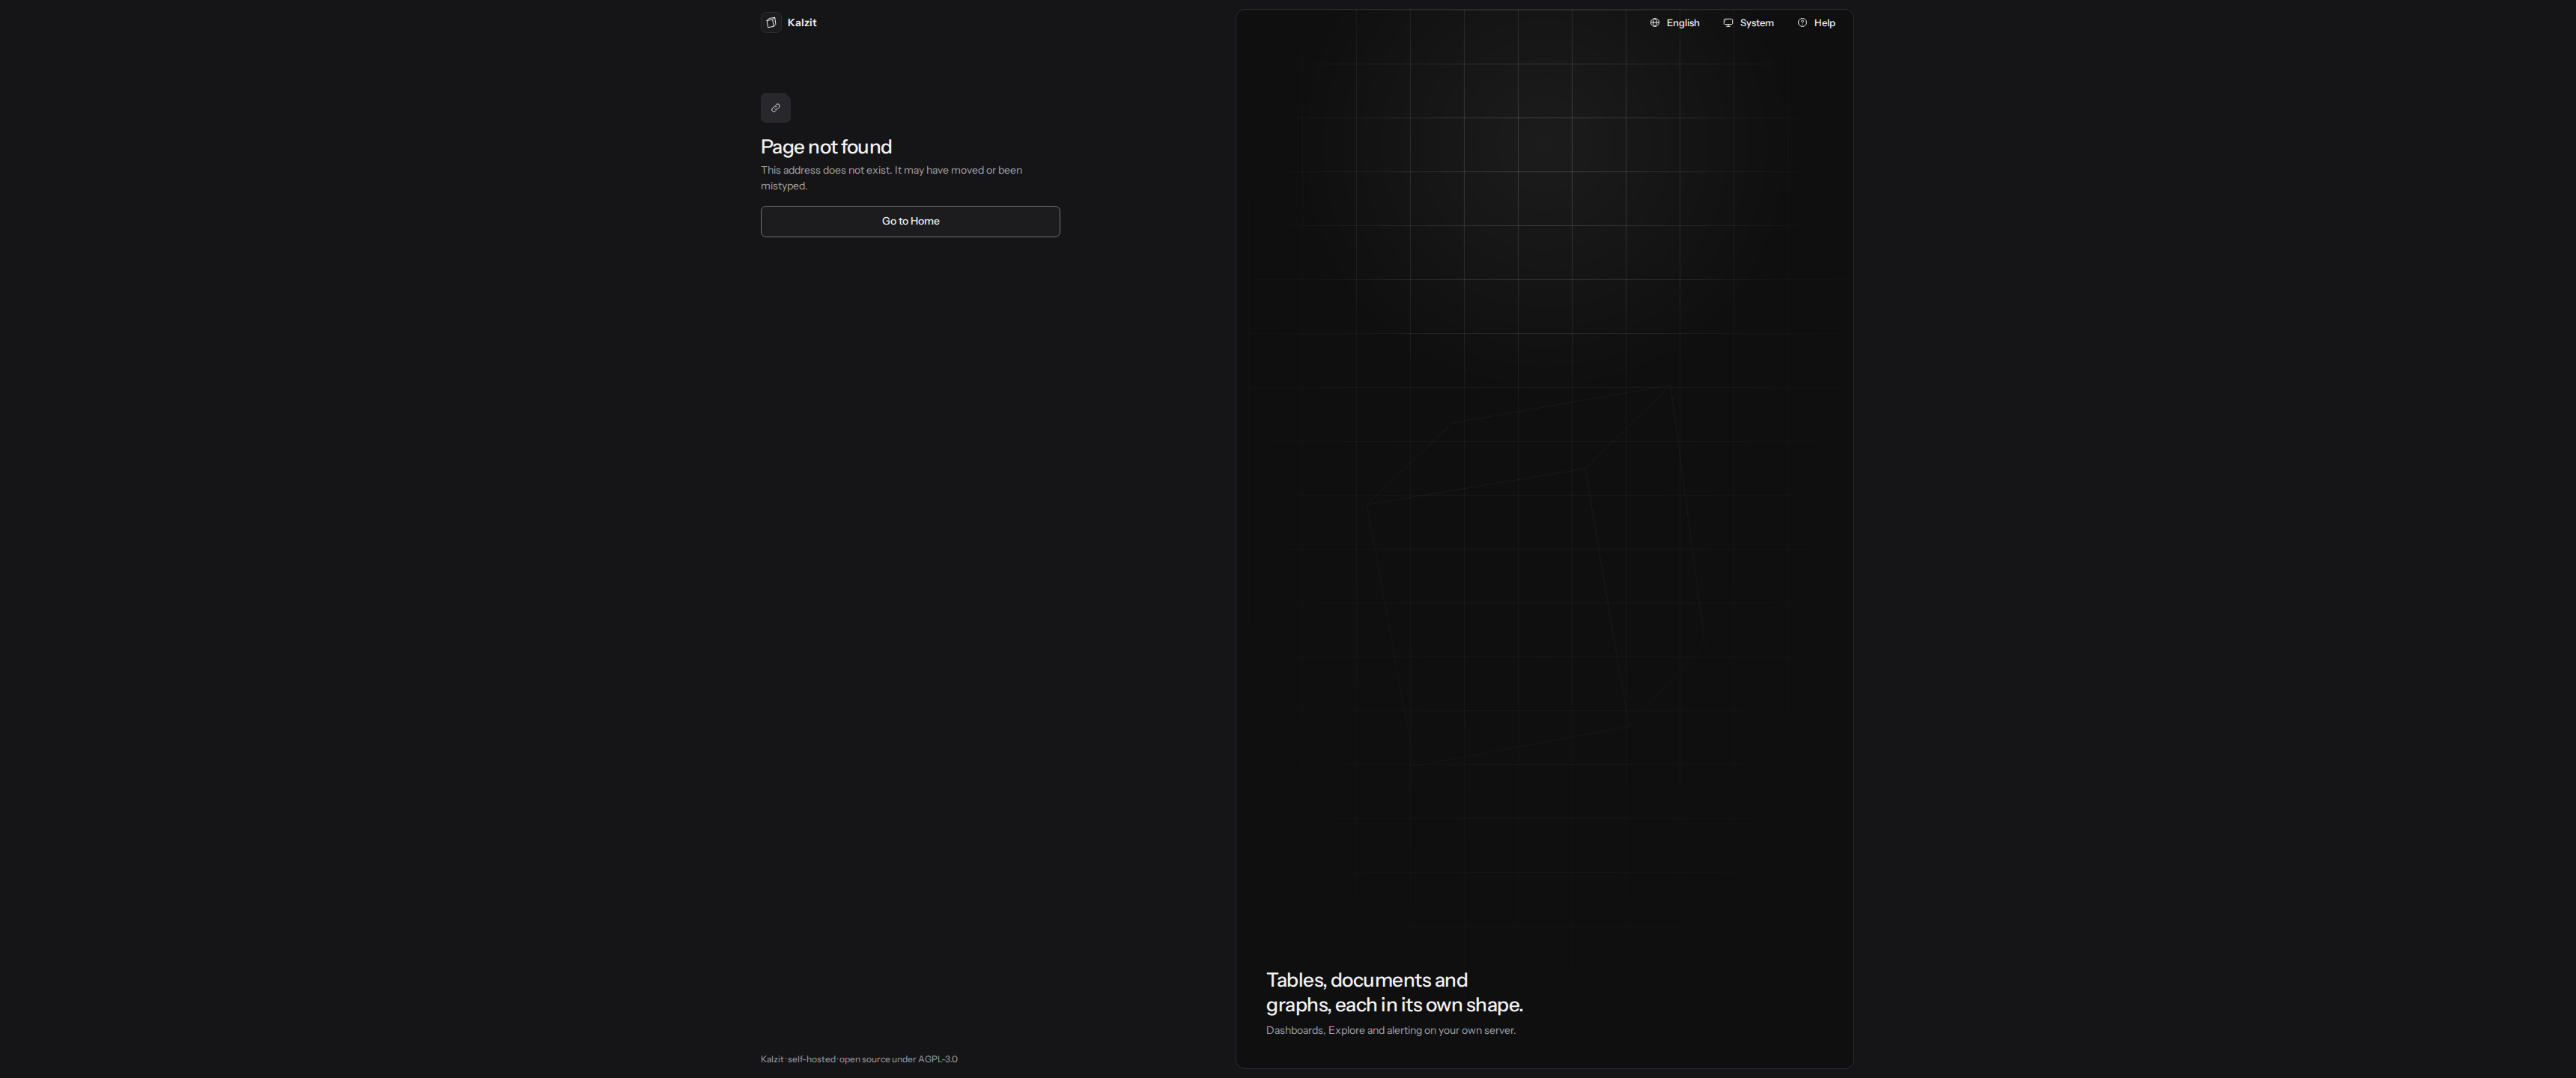 Kalzit
English
System
Help
Page not found
This address does not exist. It may have moved or been
mistyped.
Go to Home
Tables, documents and
graphs, each in its own shape.
Dashboards, Explore and alerting on your own server.
Kalzit · self-hosted · open source under AGPL-3.0